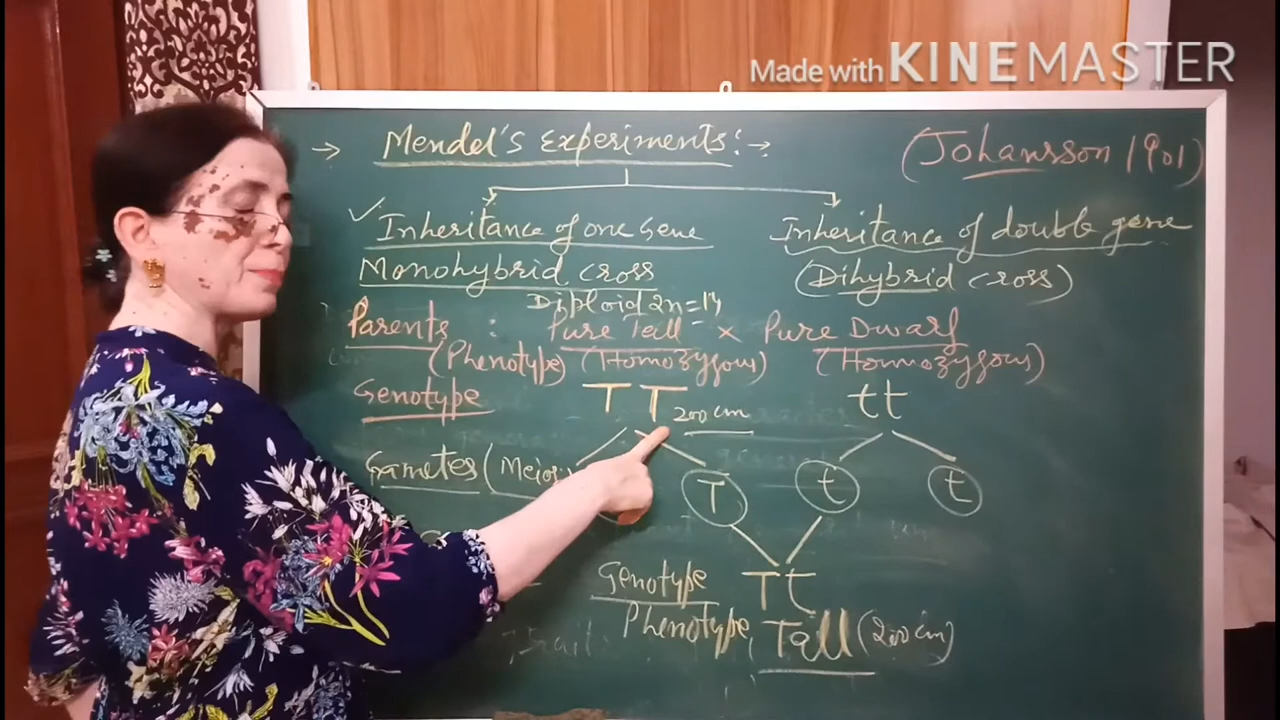 Made with KINEMASTER
→ Mendel's Experiments:→
(Johansson 1901)
✓ Inheritance of one Gene
Inheritance of double gene
Monohybrid cross
(Dihybrid cross)
Diploid 2n=14
Parents : Pure Tall × Pure Dwarf
(Phenotype) (Homozygous) (Homozygous)
Genotype TT 200 cm tt
Gametes (Meios
T t t
Genotype Tt
Phenotype, Tall (200 cm)